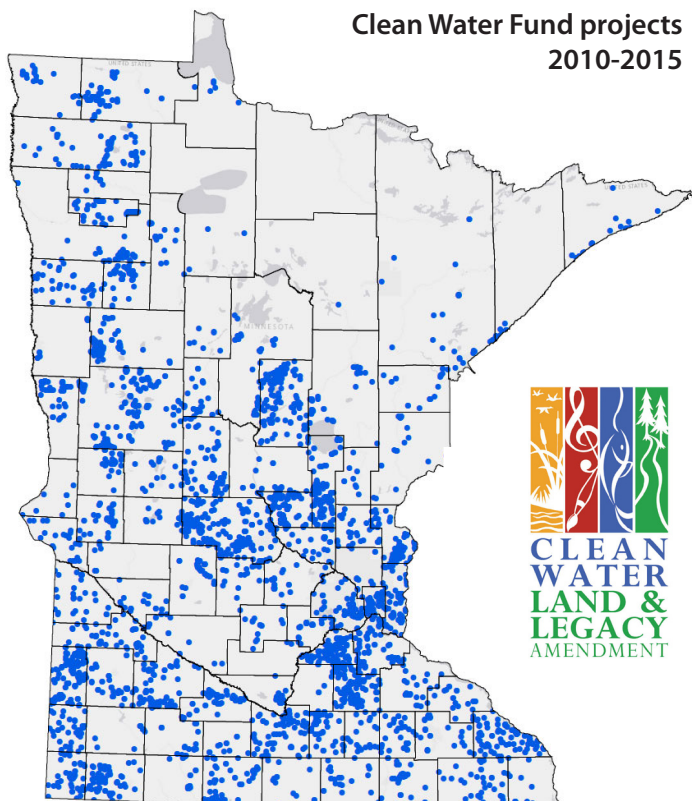 Clean Water Fund projects
2010-2015
UNITED STATES
UNITED STATES
MINNESOTA
CLEAN
WATER
LAND &
LEGACY
AMENDMENT